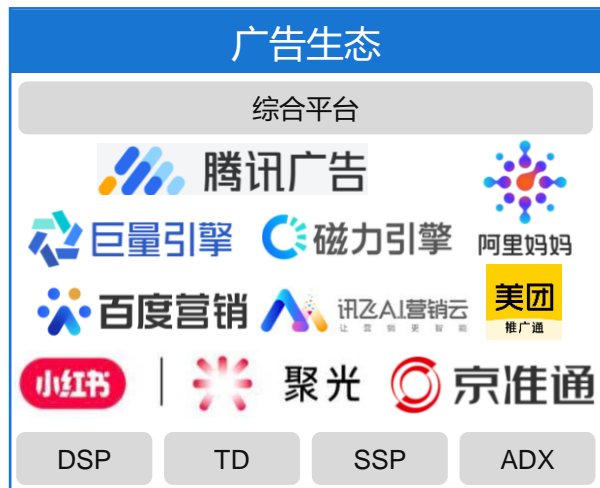 广告生态
综合平台
腾讯广告
阿里妈妈
巨量引擎
磁力引擎
百度营销
讯飞A.I.营销云
让营销更智能
美团
推广通
小红书 | 聚光
京准通
DSP
TD
SSP
ADX